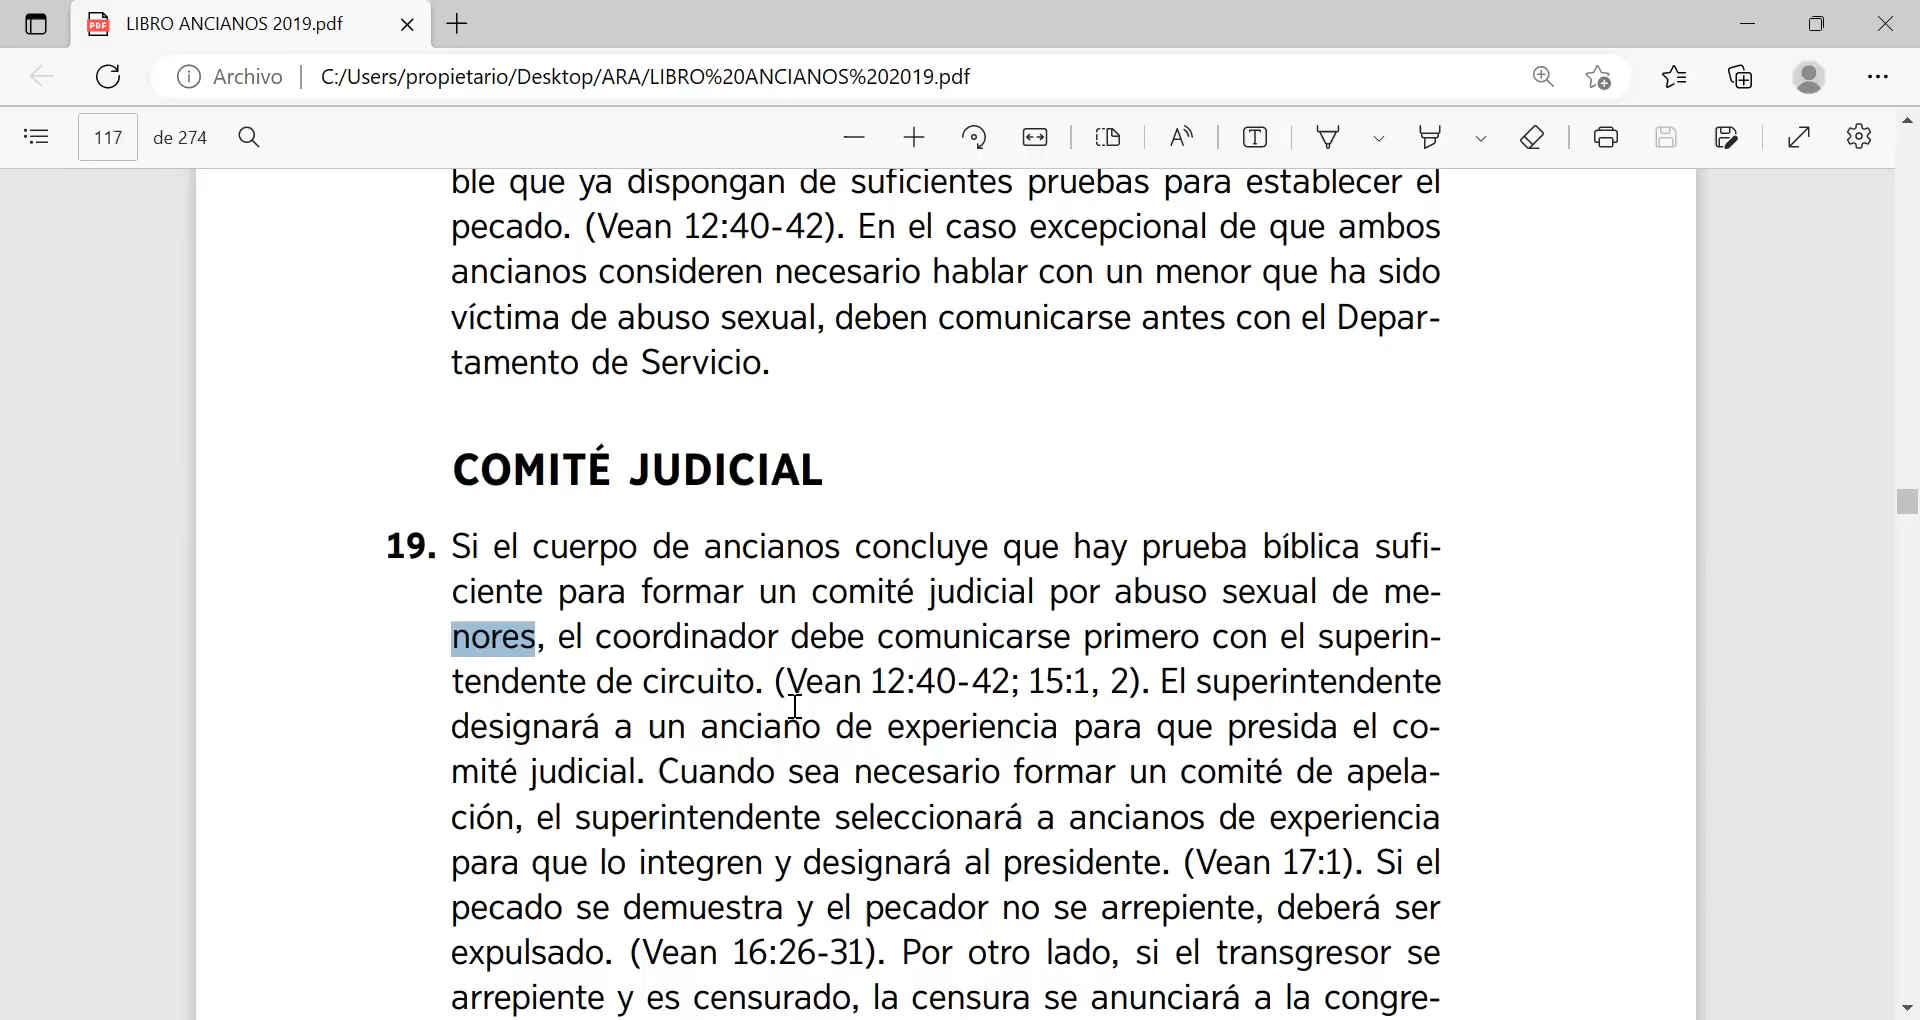 LIBRO ANCIANOS 2019.pdf
Archivo
C:/Users/propietario/Desktop/ARA/LIBRO%20ANCIANOS%202019.pdf
117 de 274
ble que ya dispongan de suficientes pruebas para establecer el
pecado. (Vean 12:40-42). En el caso excepcional de que ambos
ancianos consideren necesario hablar con un menor que ha sido
víctima de abuso sexual, deben comunicarse antes con el Depar-
tamento de Servicio.
COMITÉ JUDICIAL
19. Si el cuerpo de ancianos concluye que hay prueba bíblica sufi-
ciente para formar un comité judicial por abuso sexual de me-
nores, el coordinador debe comunicarse primero con el superin-
tendente de circuito. (Vean 12:40-42; 15:1, 2). El superintendente
designará a un anciano de experiencia para que presida el co-
mité judicial. Cuando sea necesario formar un comité de apela-
ción, el superintendente seleccionará a ancianos de experiencia
para que lo integren y designará al presidente. (Vean 17:1). Si el
pecado se demuestra y el pecador no se arrepiente, deberá ser
expulsado. (Vean 16:26-31). Por otro lado, si el transgresor se
arrepiente y es censurado, la censura se anunciará a la congre-